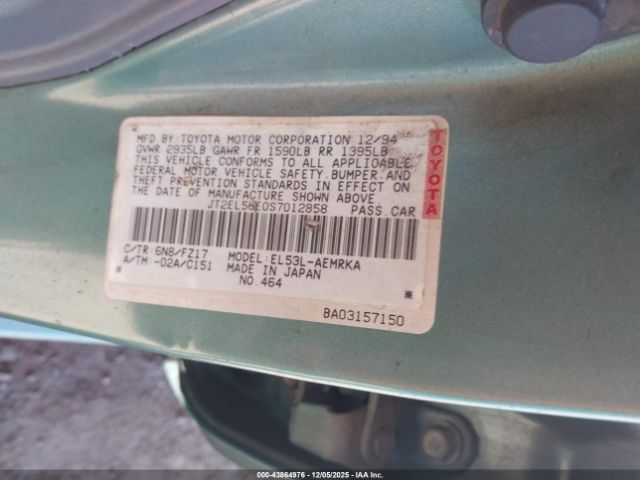 MFD BY:TOYOTA MOTOR CORPORATION 12/94
GVWR 2935LB GAWR FR 1590LB RR 1395LB
THIS VEHICLE CONFORMS TO ALL APPLICABLE
FEDERAL MOTOR VEHICLE SAFETY, BUMPER, AND
THEFT PREVENTION STANDARDS IN EFFECT ON
THE DATE OF MANUFACTURE SHOWN ABOVE.
JT2EL56E0S7012858 PASS.CAR
C/TR: 6N8/FZ17 MODEL: EL53L-AEMRKA
A/TM -02A/C151 MADE IN JAPAN
NO.464
BA03157150
TOYOTA
000-43864976 | 12/05/2025 | IAA Inc.